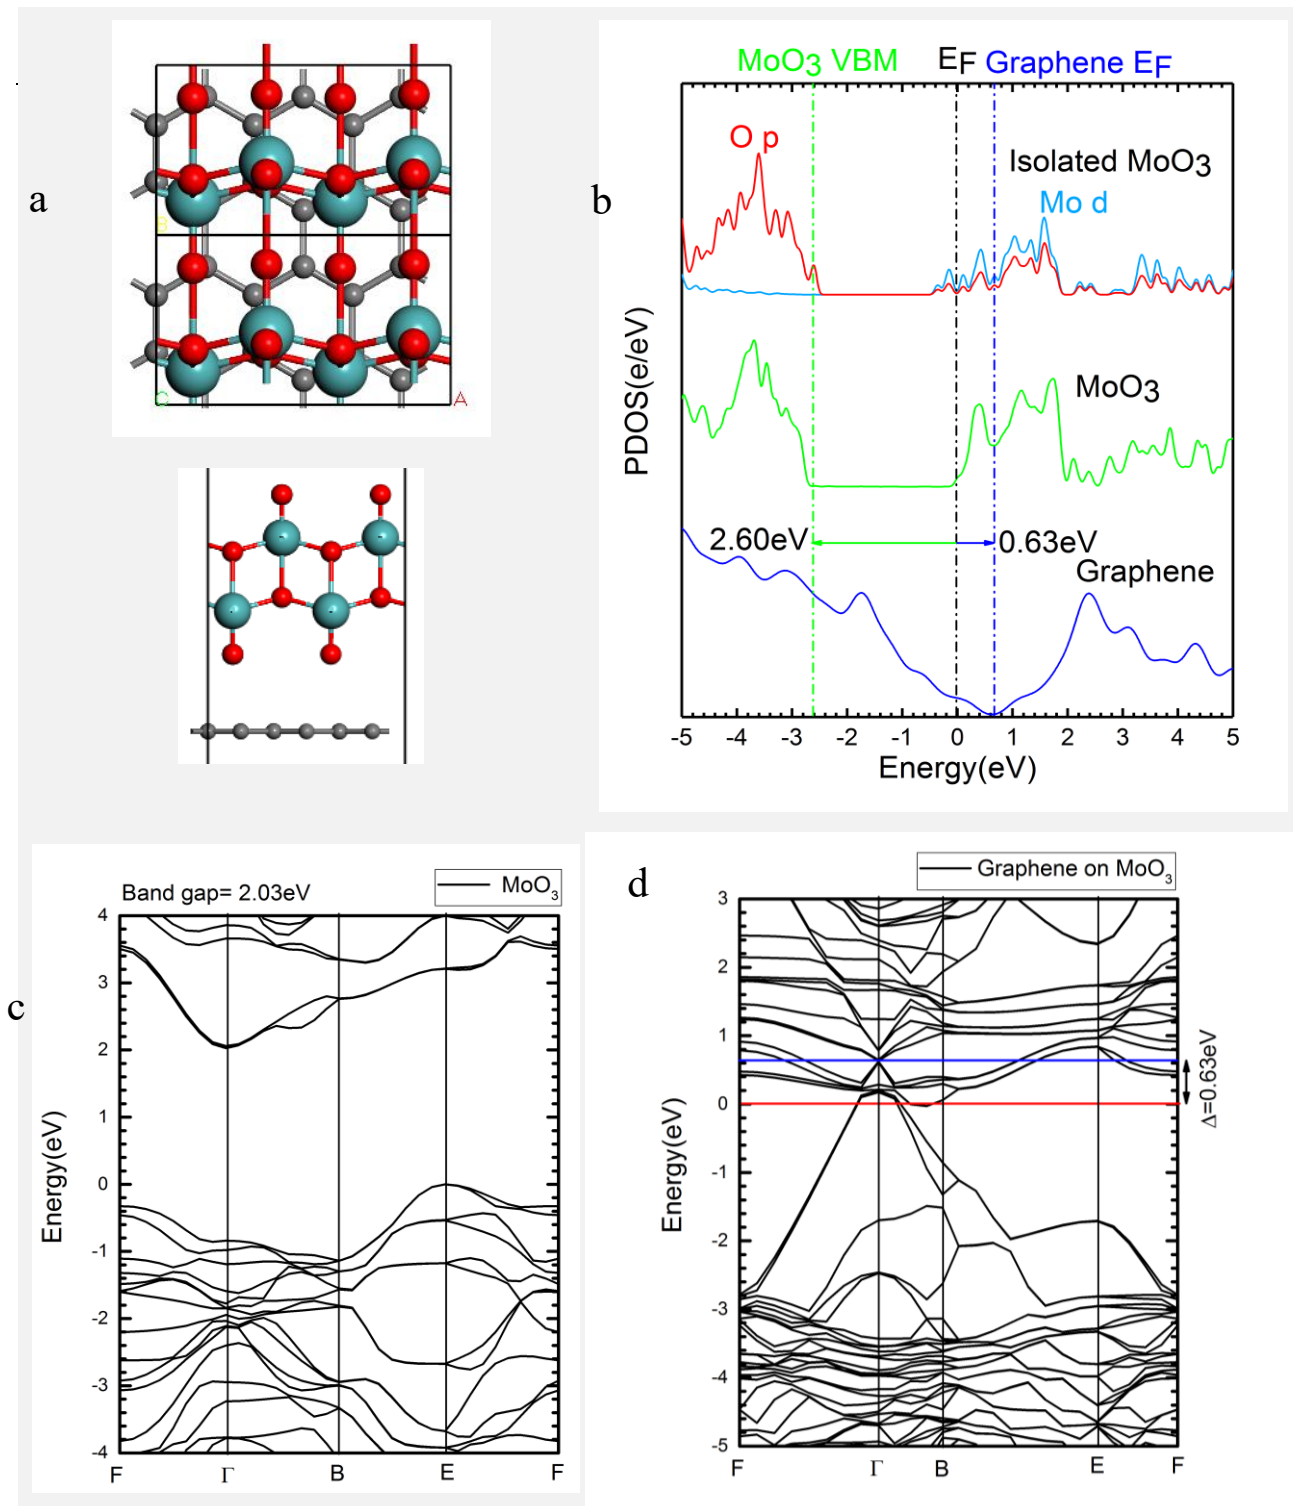 a
B
C
A
b
MoO3 VBM
EF
Graphene EF
O p
Isolated MoO3
Mo d
MoO3
2.60eV
0.63eV
Graphene
PDOS(e/eV)
-5 -4 -3 -2 -1 0 1 2 3 4 5
Energy(eV)
c
Band gap= 2.03eV
MoO3
4
3
2
1
0
-1
-2
-3
-4
Energy(eV)
F Γ B E F
d
Graphene on MoO3
3
2
1
0
-1
-2
-3
-4
-5
Energy(eV)
Δ=0.63eV
F Γ B E F